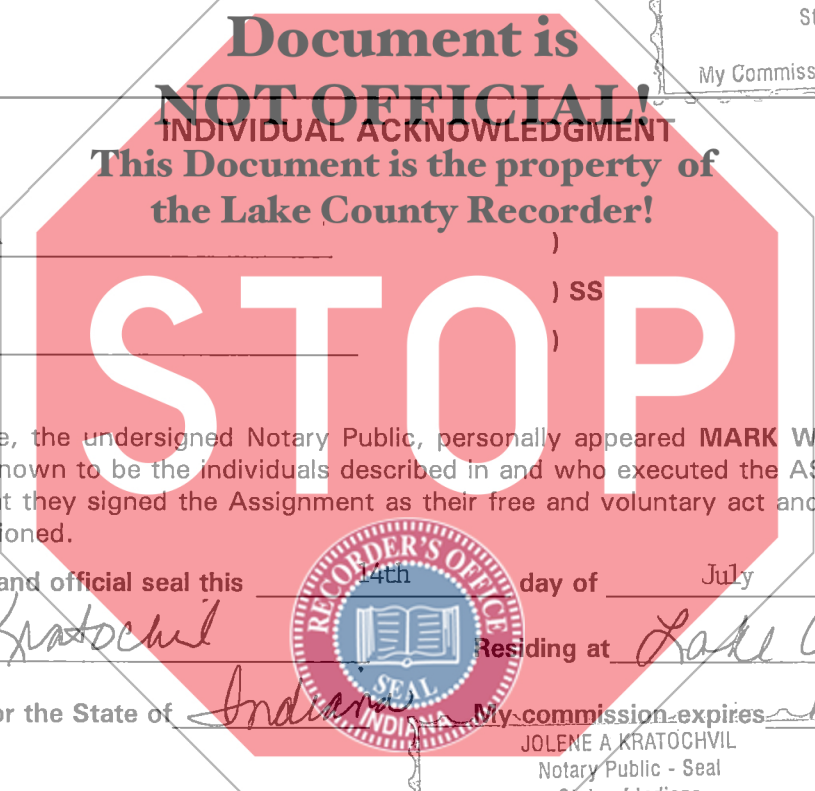 Document is
NOT OFFICIAL!
My Commiss
INDIVIDUAL ACKNOWLEDGMENT
This Document is the property of
the Lake County Recorder!
)
) SS
)
STOP
e, the undersigned Notary Public, personally appeared MARK W
nown to be the individuals described in and who executed the AS
t they signed the Assignment as their free and voluntary act and
ioned.
and official seal this 14th day of July
Kratochvil Residing at Lake C
or the State of Indiana My commission expires
RECORDER'S OFFICE
SEAL
INDIANA
JOLENE A KRATOCHVIL
Notary Public - Seal
State of Indiana